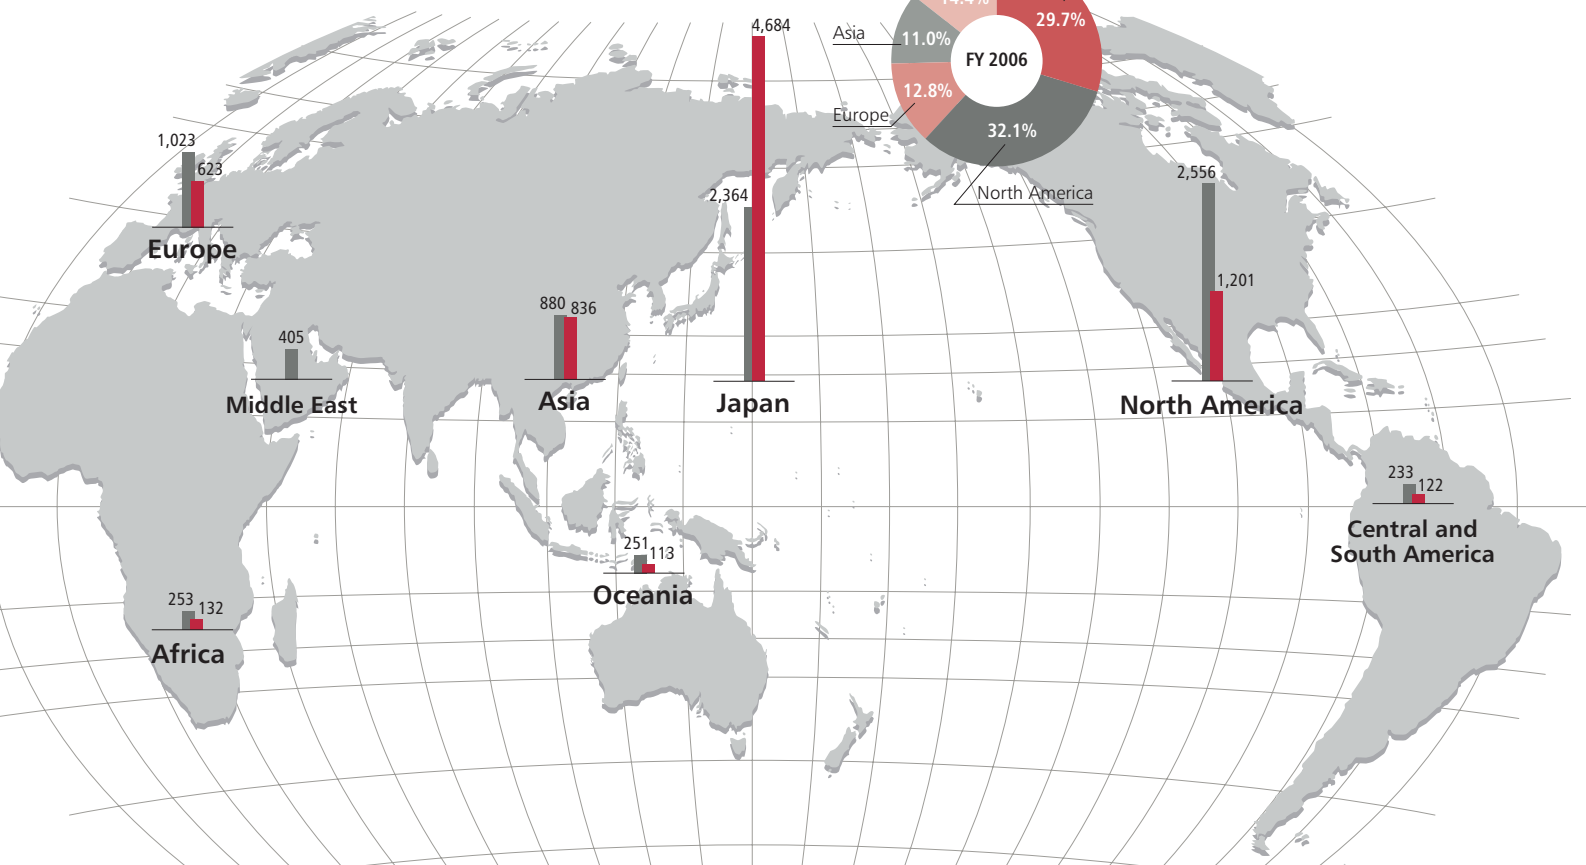 4,684
14.4%
29.7%
Asia
11.0%
FY 2006
12.8%
Europe
32.1%
North America
1,023
623
Europe
2,364
2,556
1,201
880
836
405
Middle East
Asia
Japan
North America
233
122
Central and
South America
251
113
Oceania
253
132
Africa